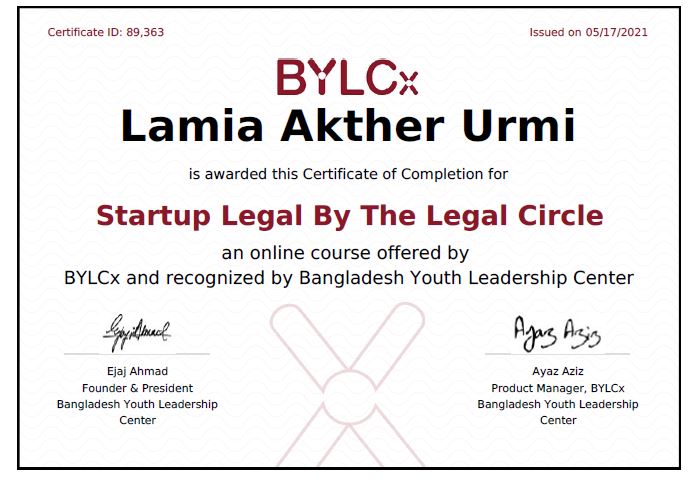 Certificate ID: 89,363
Issued on 05/17/2021
BYLCx
Lamia Akther Urmi
is awarded this Certificate of Completion for
Startup Legal By The Legal Circle
an online course offered by
BYLCx and recognized by Bangladesh Youth Leadership Center
Ejaj Ahmad
Ayaz Aziz
Ejaj Ahmad
Founder & President
Bangladesh Youth Leadership
Center
Ayaz Aziz
Product Manager, BYLCx
Bangladesh Youth Leadership
Center